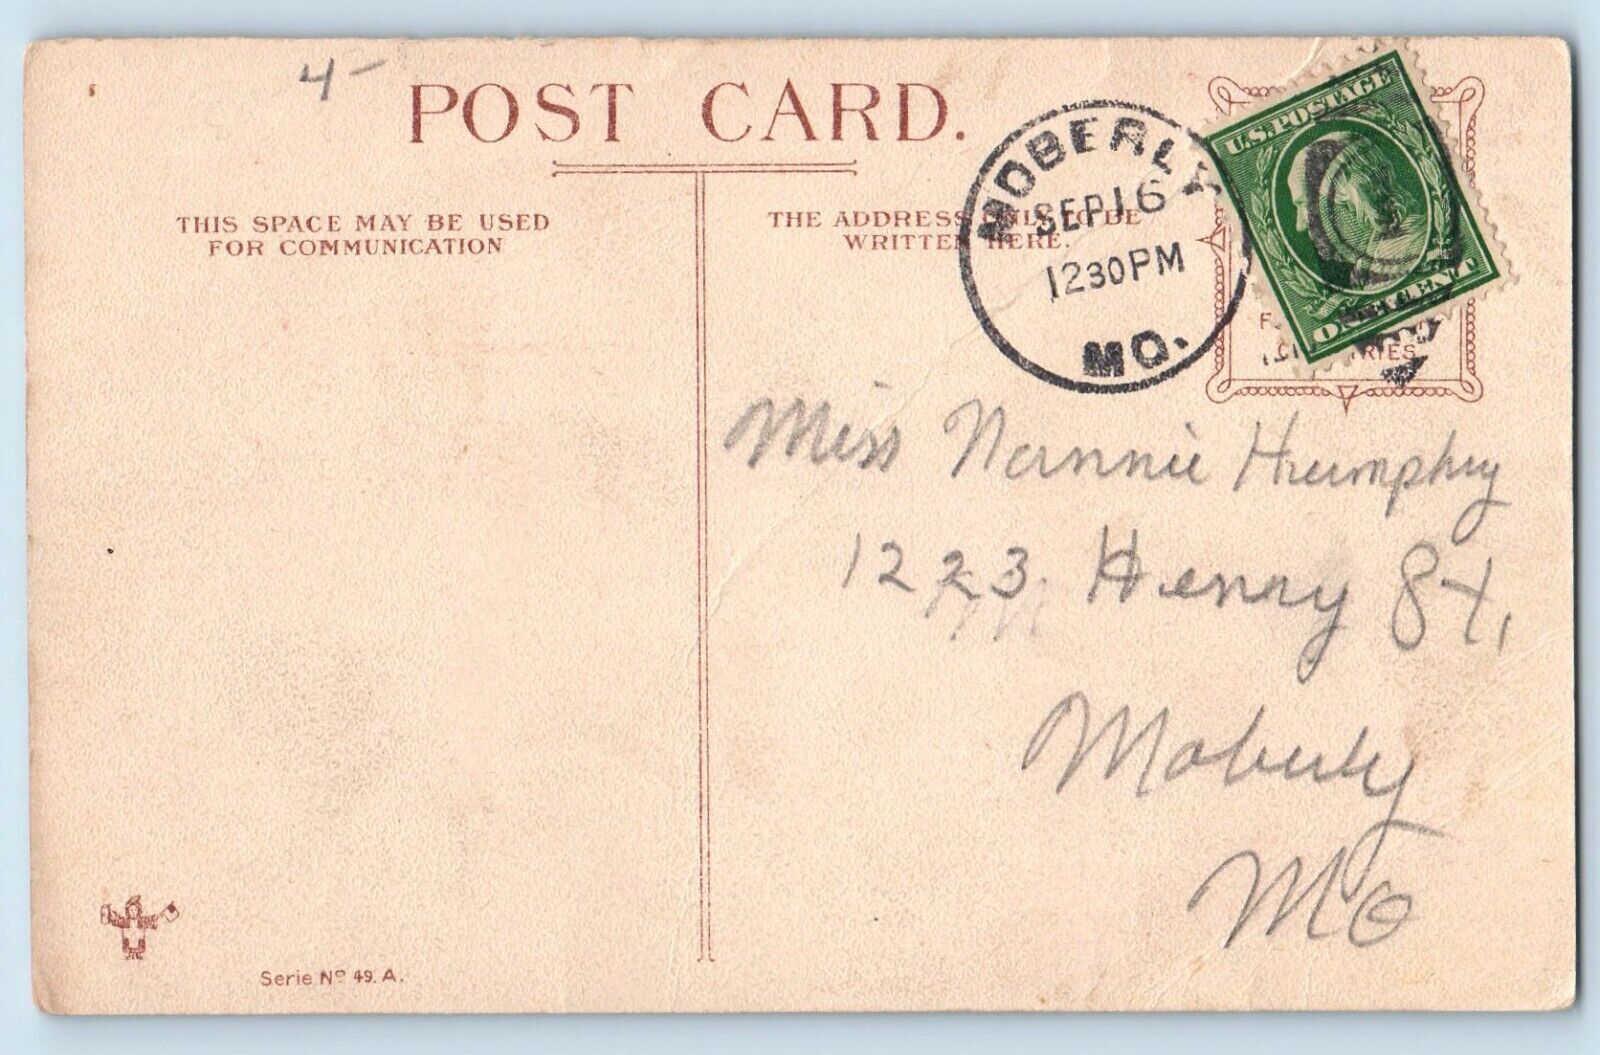 4-
POST CARD.
THIS SPACE MAY BE USED
FOR COMMUNICATION
THE ADDRESS ONLY TO BE
WRITTEN HERE.
MOBERLY
SEP 16
1230 PM
MO.
U.S. POSTAGE
ONE CENT
Miss Nannie Humphry
1223 Henry St,
Moberly
Mo
Serie No 49. A.